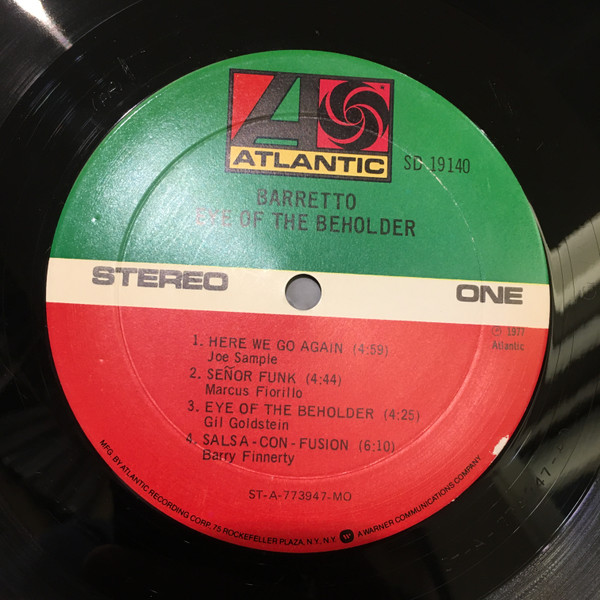 ATLANTIC
SD 19140
BARRETTO
EYE OF THE BEHOLDER
STEREO
ONE
℗ 1977
Atlantic
1. HERE WE GO AGAIN (4:59)
Joe Sample
2. SEÑOR FUNK (4:44)
Marcus Fiorillo
3. EYE OF THE BEHOLDER (4:25)
Gil Goldstein
4. SALSA-CON-FUSION (6:10)
Barry Finnerty
ST-A-773947-MO
MFG. BY ATLANTIC RECORDING CORP. 75 ROCKEFELLER PLAZA, N.Y. N.Y. A WARNER COMMUNICATIONS COMPANY.